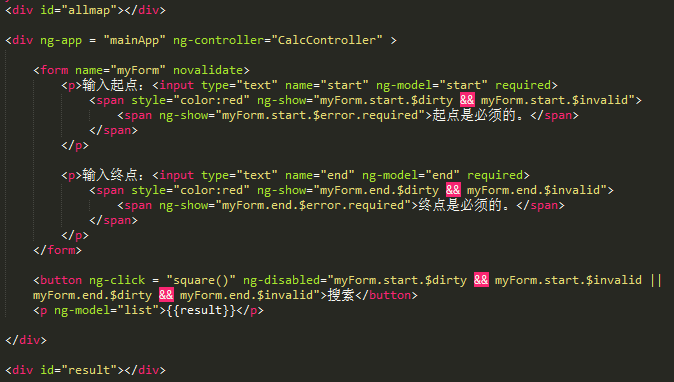 <div id="allmap"></div>
<div ng-app = "mainApp" ng-controller="CalcController" >
<form name="myForm" novalidate>
<p>输入起点：<input type="text" name="start" ng-model="start" required>
<span style="color:red" ng-show="myForm.start.$dirty && myForm.start.$invalid">
<span ng-show="myForm.start.$error.required">起点是必须的。</span>
</span>
</p>
<p>输入终点：<input type="text" name="end" ng-model="end" required>
<span style="color:red" ng-show="myForm.end.$dirty && myForm.end.$invalid">
<span ng-show="myForm.end.$error.required">终点是必须的。</span>
</span>
</p>
</form>
<button ng-click = "square()" ng-disabled="myForm.start.$dirty && myForm.start.$invalid ||
myForm.end.$dirty && myForm.end.$invalid">搜索</button>
<p ng-model="list">{{result}}</p>
</div>
<div id="result"></div>